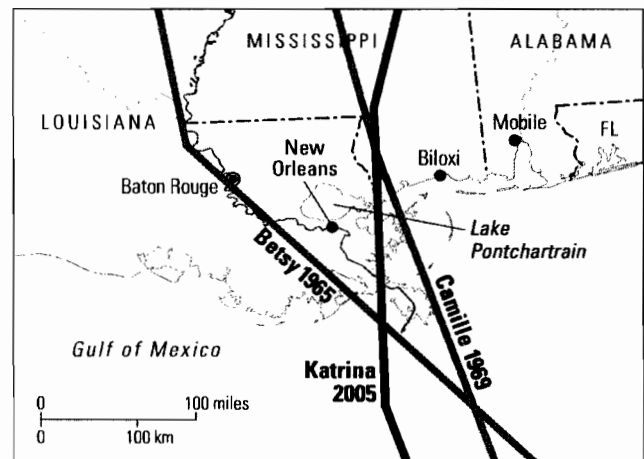 MISSISSIPPI
ALABAMA
LOUISIANA
Mobile
FL
New
Orleans
Biloxi
Baton Rouge
Lake
Pontchartrain
Betsy 1965
Camille 1969
Gulf of Mexico
Katrina
2005
0 100 miles
0 100 km